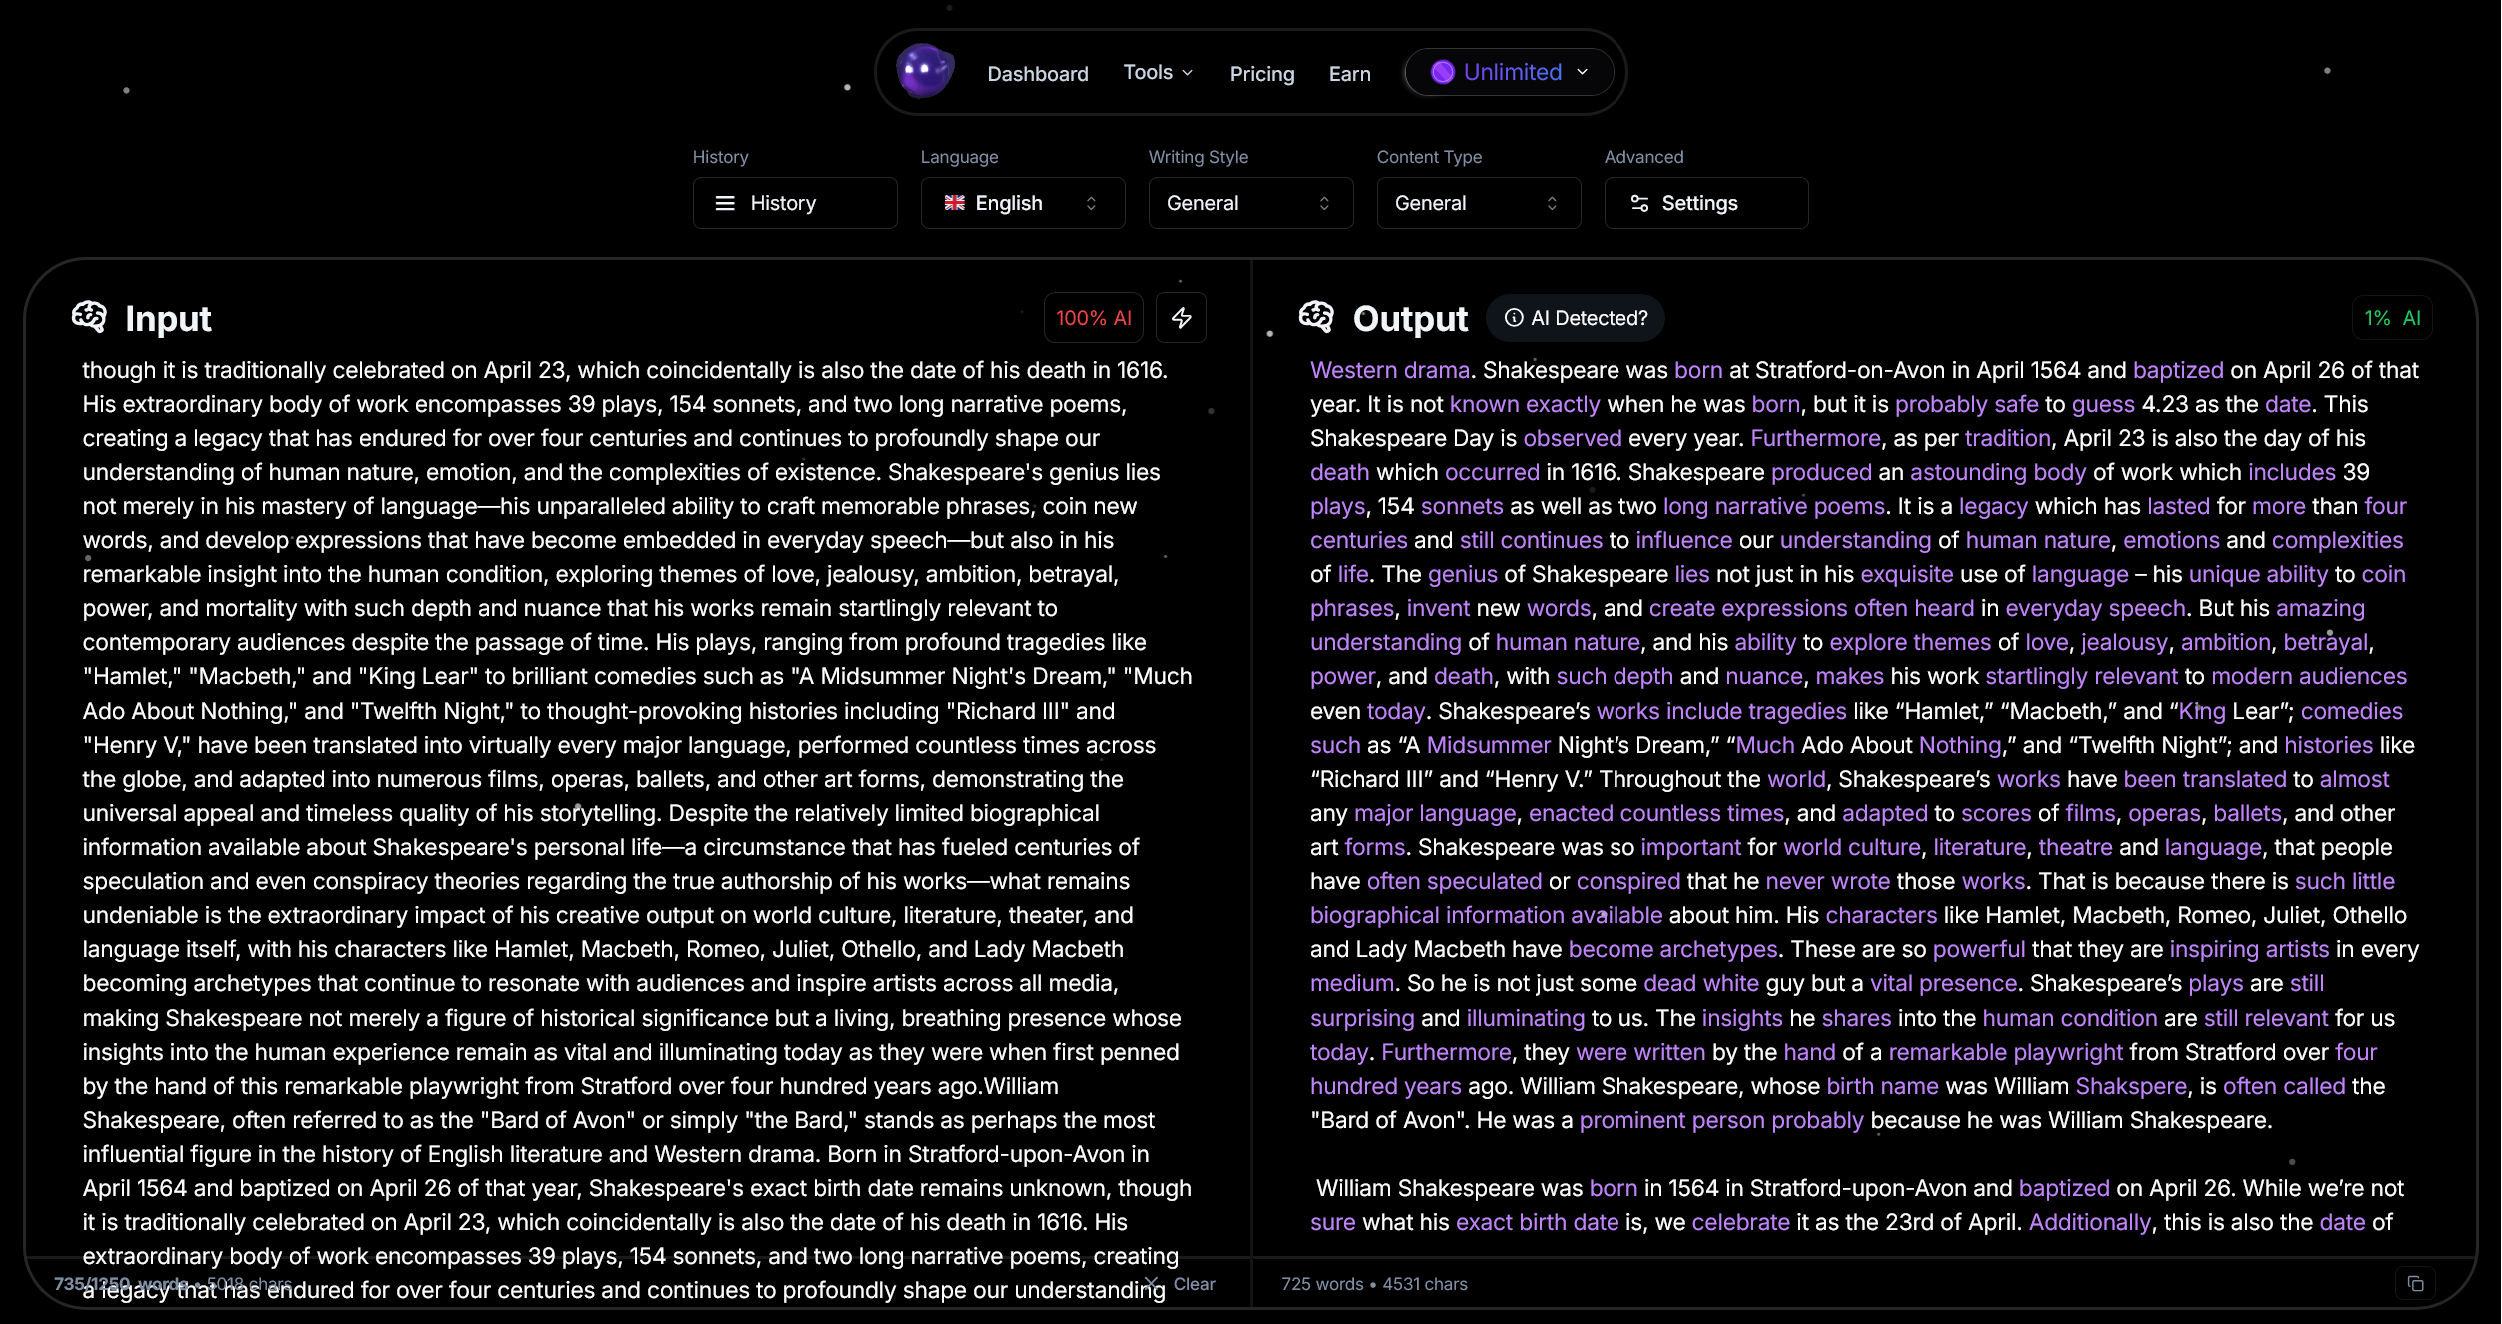 Dashboard
Tools
Pricing
Earn
Unlimited
History
Language
Writing Style
Content Type
Advanced
History
English
General
General
Settings
Input
100% AI
though it is traditionally celebrated on April 23, which coincidentally is also the date of his death in 1616.
His extraordinary body of work encompasses 39 plays, 154 sonnets, and two long narrative poems,
creating a legacy that has endured for over four centuries and continues to profoundly shape our
understanding of human nature, emotion, and the complexities of existence. Shakespeare's genius lies
not merely in his mastery of language—his unparalleled ability to craft memorable phrases, coin new
words, and develop expressions that have become embedded in everyday speech—but also in his
remarkable insight into the human condition, exploring themes of love, jealousy, ambition, betrayal,
power, and mortality with such depth and nuance that his works remain startlingly relevant to
contemporary audiences despite the passage of time. His plays, ranging from profound tragedies like
"Hamlet," "Macbeth," and "King Lear" to brilliant comedies such as "A Midsummer Night's Dream," "Much
Ado About Nothing," and "Twelfth Night," to thought-provoking histories including "Richard III" and
"Henry V," have been translated into virtually every major language, performed countless times across
the globe, and adapted into numerous films, operas, ballets, and other art forms, demonstrating the
universal appeal and timeless quality of his storytelling. Despite the relatively limited biographical
information available about Shakespeare's personal life—a circumstance that has fueled centuries of
speculation and even conspiracy theories regarding the true authorship of his works—what remains
undeniable is the extraordinary impact of his creative output on world culture, literature, theater, and
language itself, with his characters like Hamlet, Macbeth, Romeo, Juliet, Othello, and Lady Macbeth
becoming archetypes that continue to resonate with audiences and inspire artists across all media,
making Shakespeare not merely a figure of historical significance but a living, breathing presence whose
insights into the human experience remain as vital and illuminating today as they were when first penned
by the hand of this remarkable playwright from Stratford over four hundred years ago.William
Shakespeare, often referred to as the "Bard of Avon" or simply "the Bard," stands as perhaps the most
influential figure in the history of English literature and Western drama. Born in Stratford-upon-Avon in
April 1564 and baptized on April 26 of that year, Shakespeare's exact birth date remains unknown, though
it is traditionally celebrated on April 23, which coincidentally is also the date of his death in 1616. His
extraordinary body of work encompasses 39 plays, 154 sonnets, and two long narrative poems, creating
a legacy that has endured for over four centuries and continues to profoundly shape our understanding
735/1250 words • 5018 chars
Clear
Output
AI Detected?
1% AI
Western drama. Shakespeare was born at Stratford-on-Avon in April 1564 and baptized on April 26 of that
year. It is not known exactly when he was born, but it is probably safe to guess 4.23 as the date. This
Shakespeare Day is observed every year. Furthermore, as per tradition, April 23 is also the day of his
death which occurred in 1616. Shakespeare produced an astounding body of work which includes 39
plays, 154 sonnets as well as two long narrative poems. It is a legacy which has lasted for more than four
centuries and still continues to influence our understanding of human nature, emotions and complexities
of life. The genius of Shakespeare lies not just in his exquisite use of language – his unique ability to coin
phrases, invent new words, and create expressions often heard in everyday speech. But his amazing
understanding of human nature, and his ability to explore themes of love, jealousy, ambition, betrayal,
power, and death, with such depth and nuance, makes his work startlingly relevant to modern audiences
even today. Shakespeare’s works include tragedies like “Hamlet,” “Macbeth,” and “King Lear”; comedies
such as “A Midsummer Night’s Dream,” “Much Ado About Nothing,” and “Twelfth Night”; and histories like
“Richard III” and “Henry V.” Throughout the world, Shakespeare’s works have been translated to almost
any major language, enacted countless times, and adapted to scores of films, operas, ballets, and other
art forms. Shakespeare was so important for world culture, literature, theatre and language, that people
have often speculated or conspired that he never wrote those works. That is because there is such little
biographical information available about him. His characters like Hamlet, Macbeth, Romeo, Juliet, Othello
and Lady Macbeth have become archetypes. These are so powerful that they are inspiring artists in every
medium. So he is not just some dead white guy but a vital presence. Shakespeare’s plays are still
surprising and illuminating to us. The insights he shares into the human condition are still relevant for us
today. Furthermore, they were written by the hand of a remarkable playwright from Stratford over four
hundred years ago. William Shakespeare, whose birth name was William Shakspere, is often called the
"Bard of Avon". He was a prominent person probably because he was William Shakespeare.
William Shakespeare was born in 1564 in Stratford-upon-Avon and baptized on April 26. While we’re not
sure what his exact birth date is, we celebrate it as the 23rd of April. Additionally, this is also the date of
725 words • 4531 chars